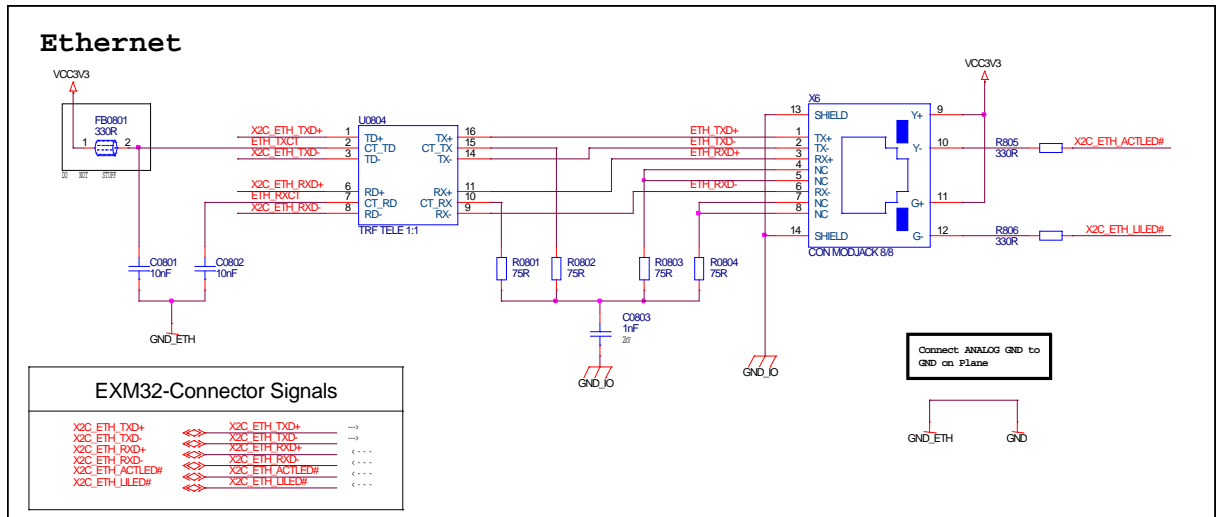 Ethernet
VCC3V3
FB0801
330R
1 2
DO NOT STUFF
X2C_ETH_TXD+
ETH_TXCT
X2C_ETH_TXD-
X2C_ETH_RXD+
ETH_RXCT
X2C_ETH_RXD-
U0804
1 TD+ TX+ 16
2 CT_TD CT_TX 15
3 TD- TX- 14
6 RD+ RX+ 11
7 CT_RD CT_RX 10
8 RD- RX- 9
TRF TELE 1:1
ETH_TXD+
ETH_TXD-
ETH_RXD+
ETH_RXD-
VCC3V3
X6
13 SHIELD Y+ 9
1 TX+
2 TX- Y- 10
3 RX+
4 NC
5 NC
6 RX-
7 NC G+ 11
8 NC
14 SHIELD G- 12
CON MODJACK 8/8
R805
330R
X2C_ETH_ACTLED#
R806
330R
X2C_ETH_LILED#
C0801
10nF
C0802
10nF
GND_ETH
R0801
75R
R0802
75R
R0803
75R
R0804
75R
C0803
1nF
GND_IO
GND_IO
Connect ANALOG GND to
GND on Plane
GND_ETH GND
EXM32-Connector Signals
X2C_ETH_TXD+ X2C_ETH_TXD+ --->
X2C_ETH_TXD- X2C_ETH_TXD- --->
X2C_ETH_RXD+ X2C_ETH_RXD+ <---
X2C_ETH_RXD- X2C_ETH_RXD- <---
X2C_ETH_ACTLED# X2C_ETH_ACTLED# <---
X2C_ETH_LILED# X2C_ETH_LILED# <---